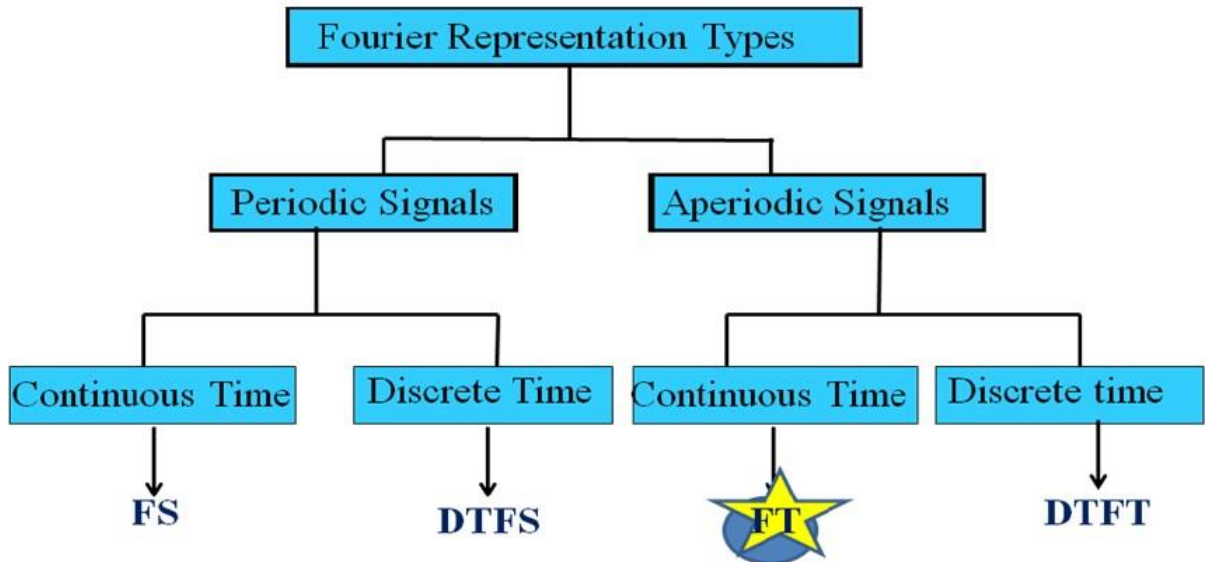 Fourier Representation Types
Periodic Signals
Aperiodic Signals
Continuous Time
Discrete Time
Continuous Time
Discrete time
FS
DTFS
FT
DTFT